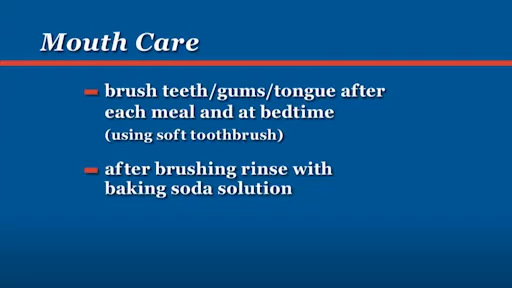 Mouth Care
brush teeth/gums/tongue after
each meal and at bedtime
(using soft toothbrush)
after brushing rinse with
baking soda solution